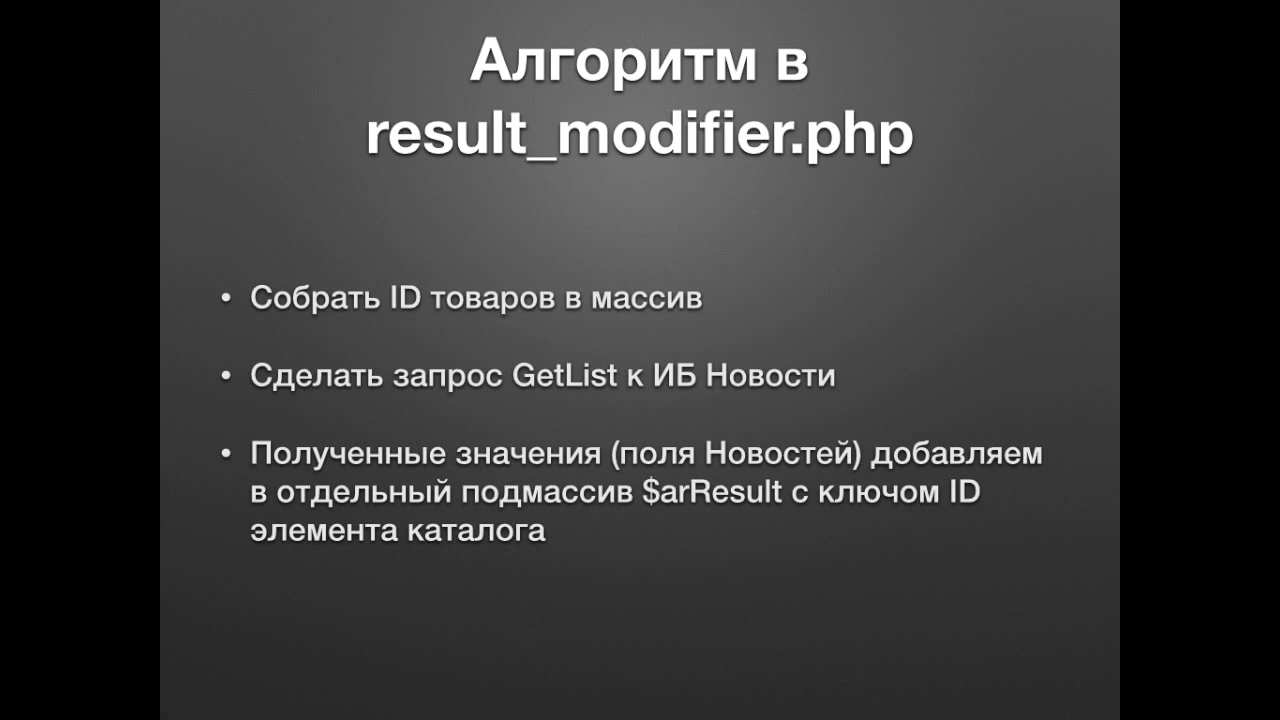 Алгоритм в
result_modifier.php
• Собрать ID товаров в массив
• Сделать запрос GetList к ИБ Новости
• Полученные значения (поля Новостей) добавляем
в отдельный подмассив $arResult с ключом ID
элемента каталога